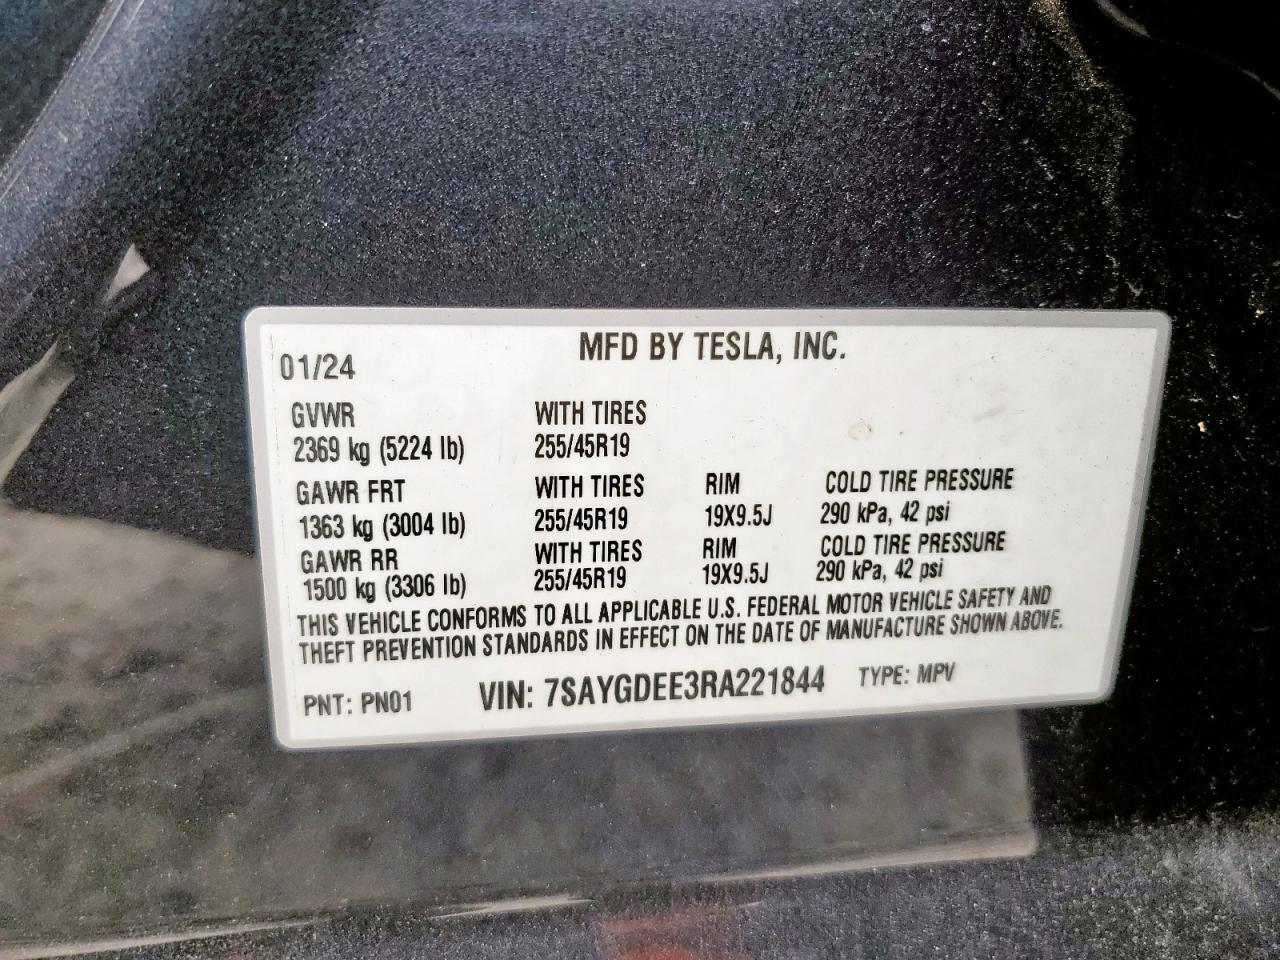 MFD BY TESLA, INC.
01/24
GVWR WITH TIRES
2369 kg (5224 lb) 255/45R19
GAWR FRT WITH TIRES RIM COLD TIRE PRESSURE
1363 kg (3004 lb) 255/45R19 19X9.5J 290 kPa, 42 psi
GAWR RR WITH TIRES RIM COLD TIRE PRESSURE
1500 kg (3306 lb) 255/45R19 19X9.5J 290 kPa, 42 psi
THIS VEHICLE CONFORMS TO ALL APPLICABLE U.S. FEDERAL MOTOR VEHICLE SAFETY AND
THEFT PREVENTION STANDARDS IN EFFECT ON THE DATE OF MANUFACTURE SHOWN ABOVE.
PNT: PN01 VIN: 7SAYGDEE3RA221844 TYPE: MPV